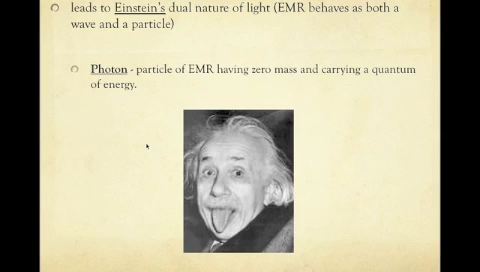 leads to Einstein's dual nature of light (EMR behaves as both a
wave and a particle)
Photon - particle of EMR having zero mass and carrying a quantum
of energy.